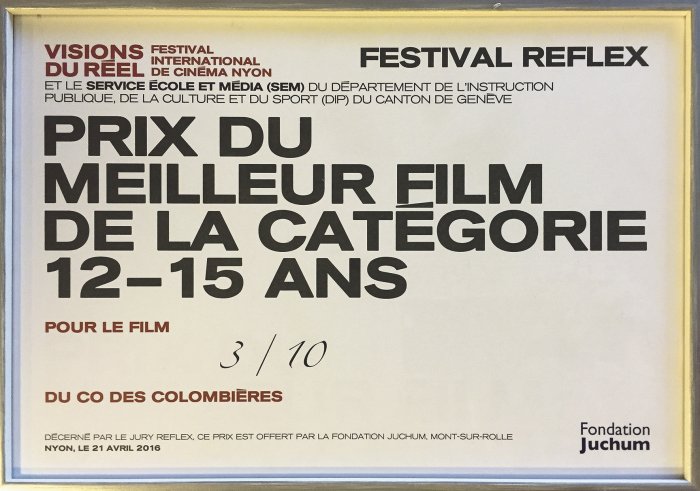 VISIONS DU RÉEL FESTIVAL INTERNATIONAL DE CINÉMA NYON
FESTIVAL REFLEX
ET LE SERVICE ÉCOLE ET MÉDIA (SEM) DU DÉPARTEMENT DE L'INSTRUCTION
PUBLIQUE, DE LA CULTURE ET DU SPORT (DIP) DU CANTON DE GENÈVE
PRIX DU
MEILLEUR FILM
DE LA CATÉGORIE
12–15 ANS
POUR LE FILM
3 / 10
DU CO DES COLOMBIÈRES
DÉCERNÉ PAR LE JURY REFLEX, CE PRIX EST OFFERT PAR LA FONDATION JUCHUM, MONT-SUR-ROLLE
NYON, LE 21 AVRIL 2016
Fondation
Juchum